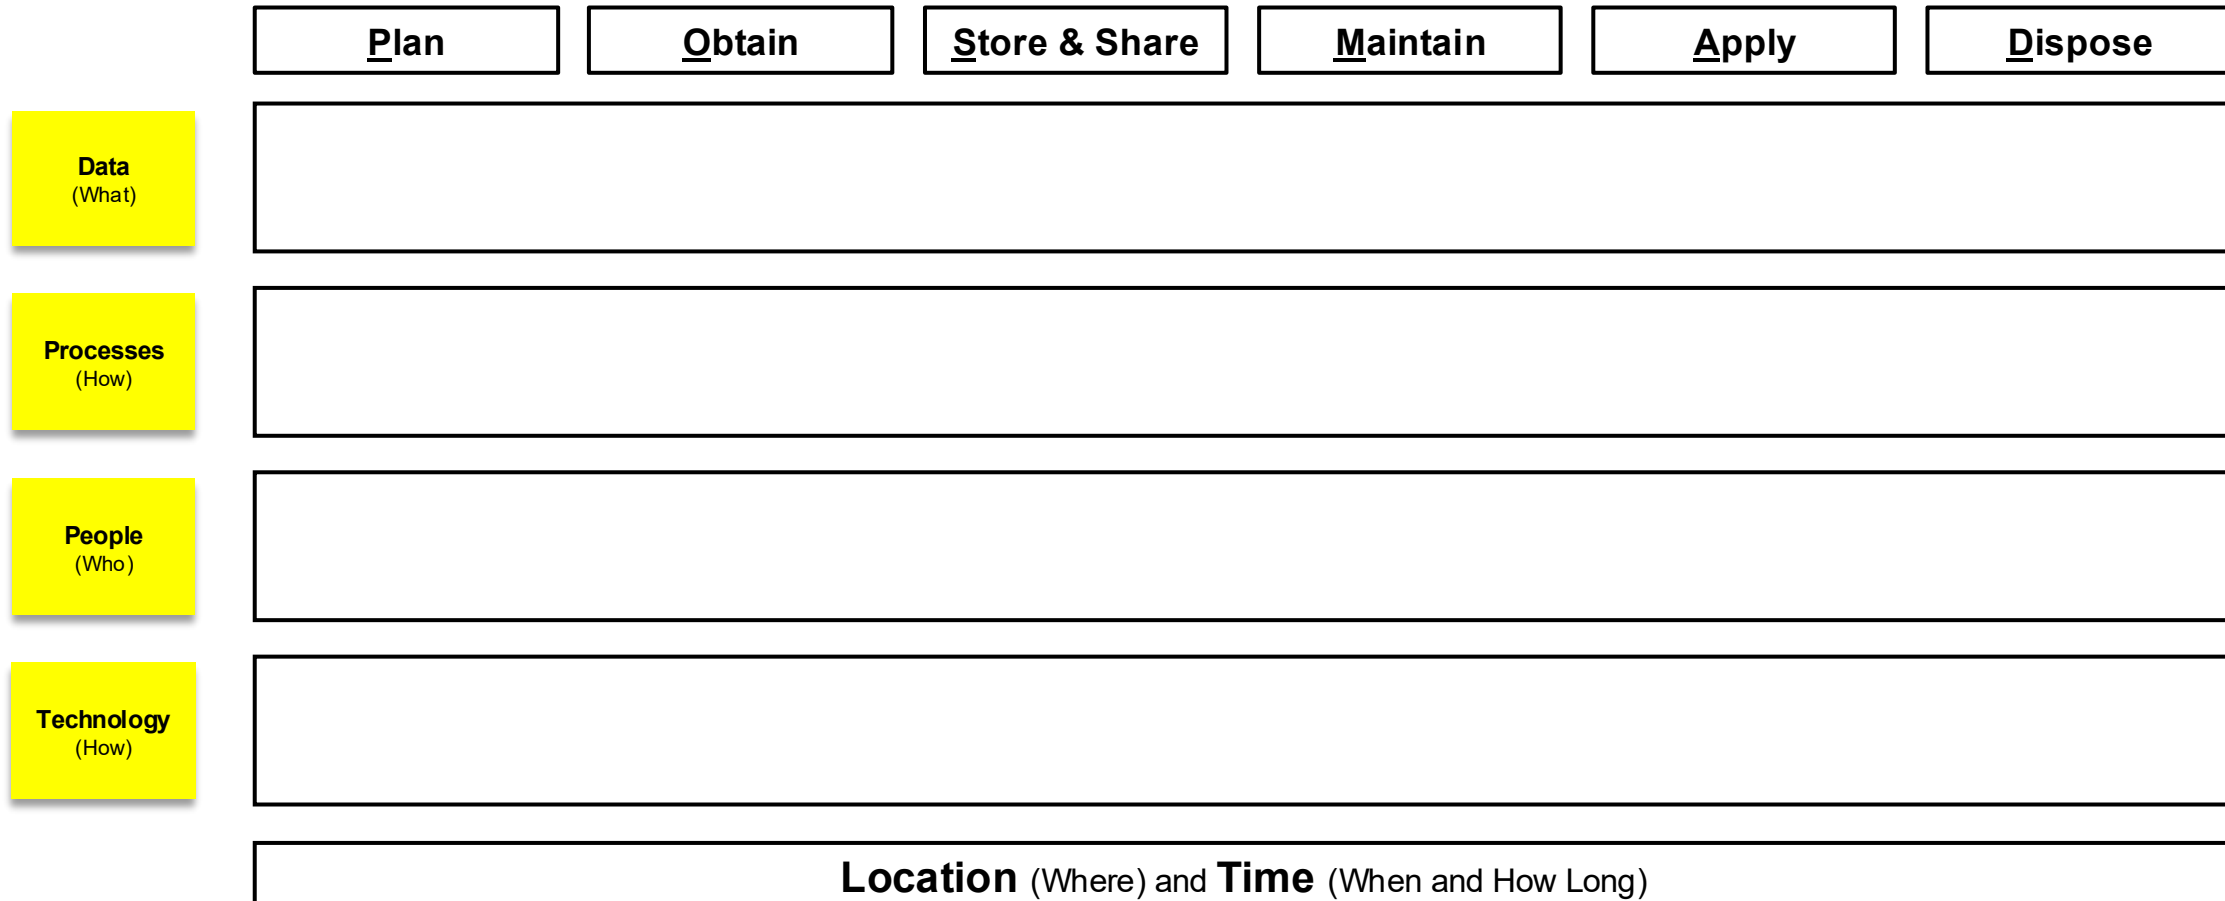 Plan
Obtain
Store & Share
Maintain
Apply
Dispose
Data
(What)
Processes
(How)
People
(Who)
Technology
(How)
Location (Where) and Time (When and How Long)